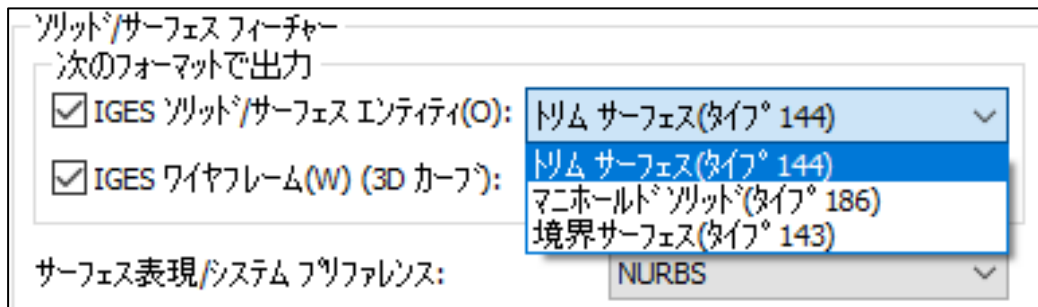 ソリッド/サーフェス フィーチャー
次のフォーマットで出力
IGES ソリッド/サーフェス エンティティ(O):
トリム サーフェス(タイプ 144)
トリム サーフェス(タイプ 144)
IGES ワイヤフレーム(W) (3D カーブ):
マニホールド ソリッド(タイプ 186)
境界サーフェス(タイプ 143)
サーフェス表現/システム プリファレンス:
NURBS